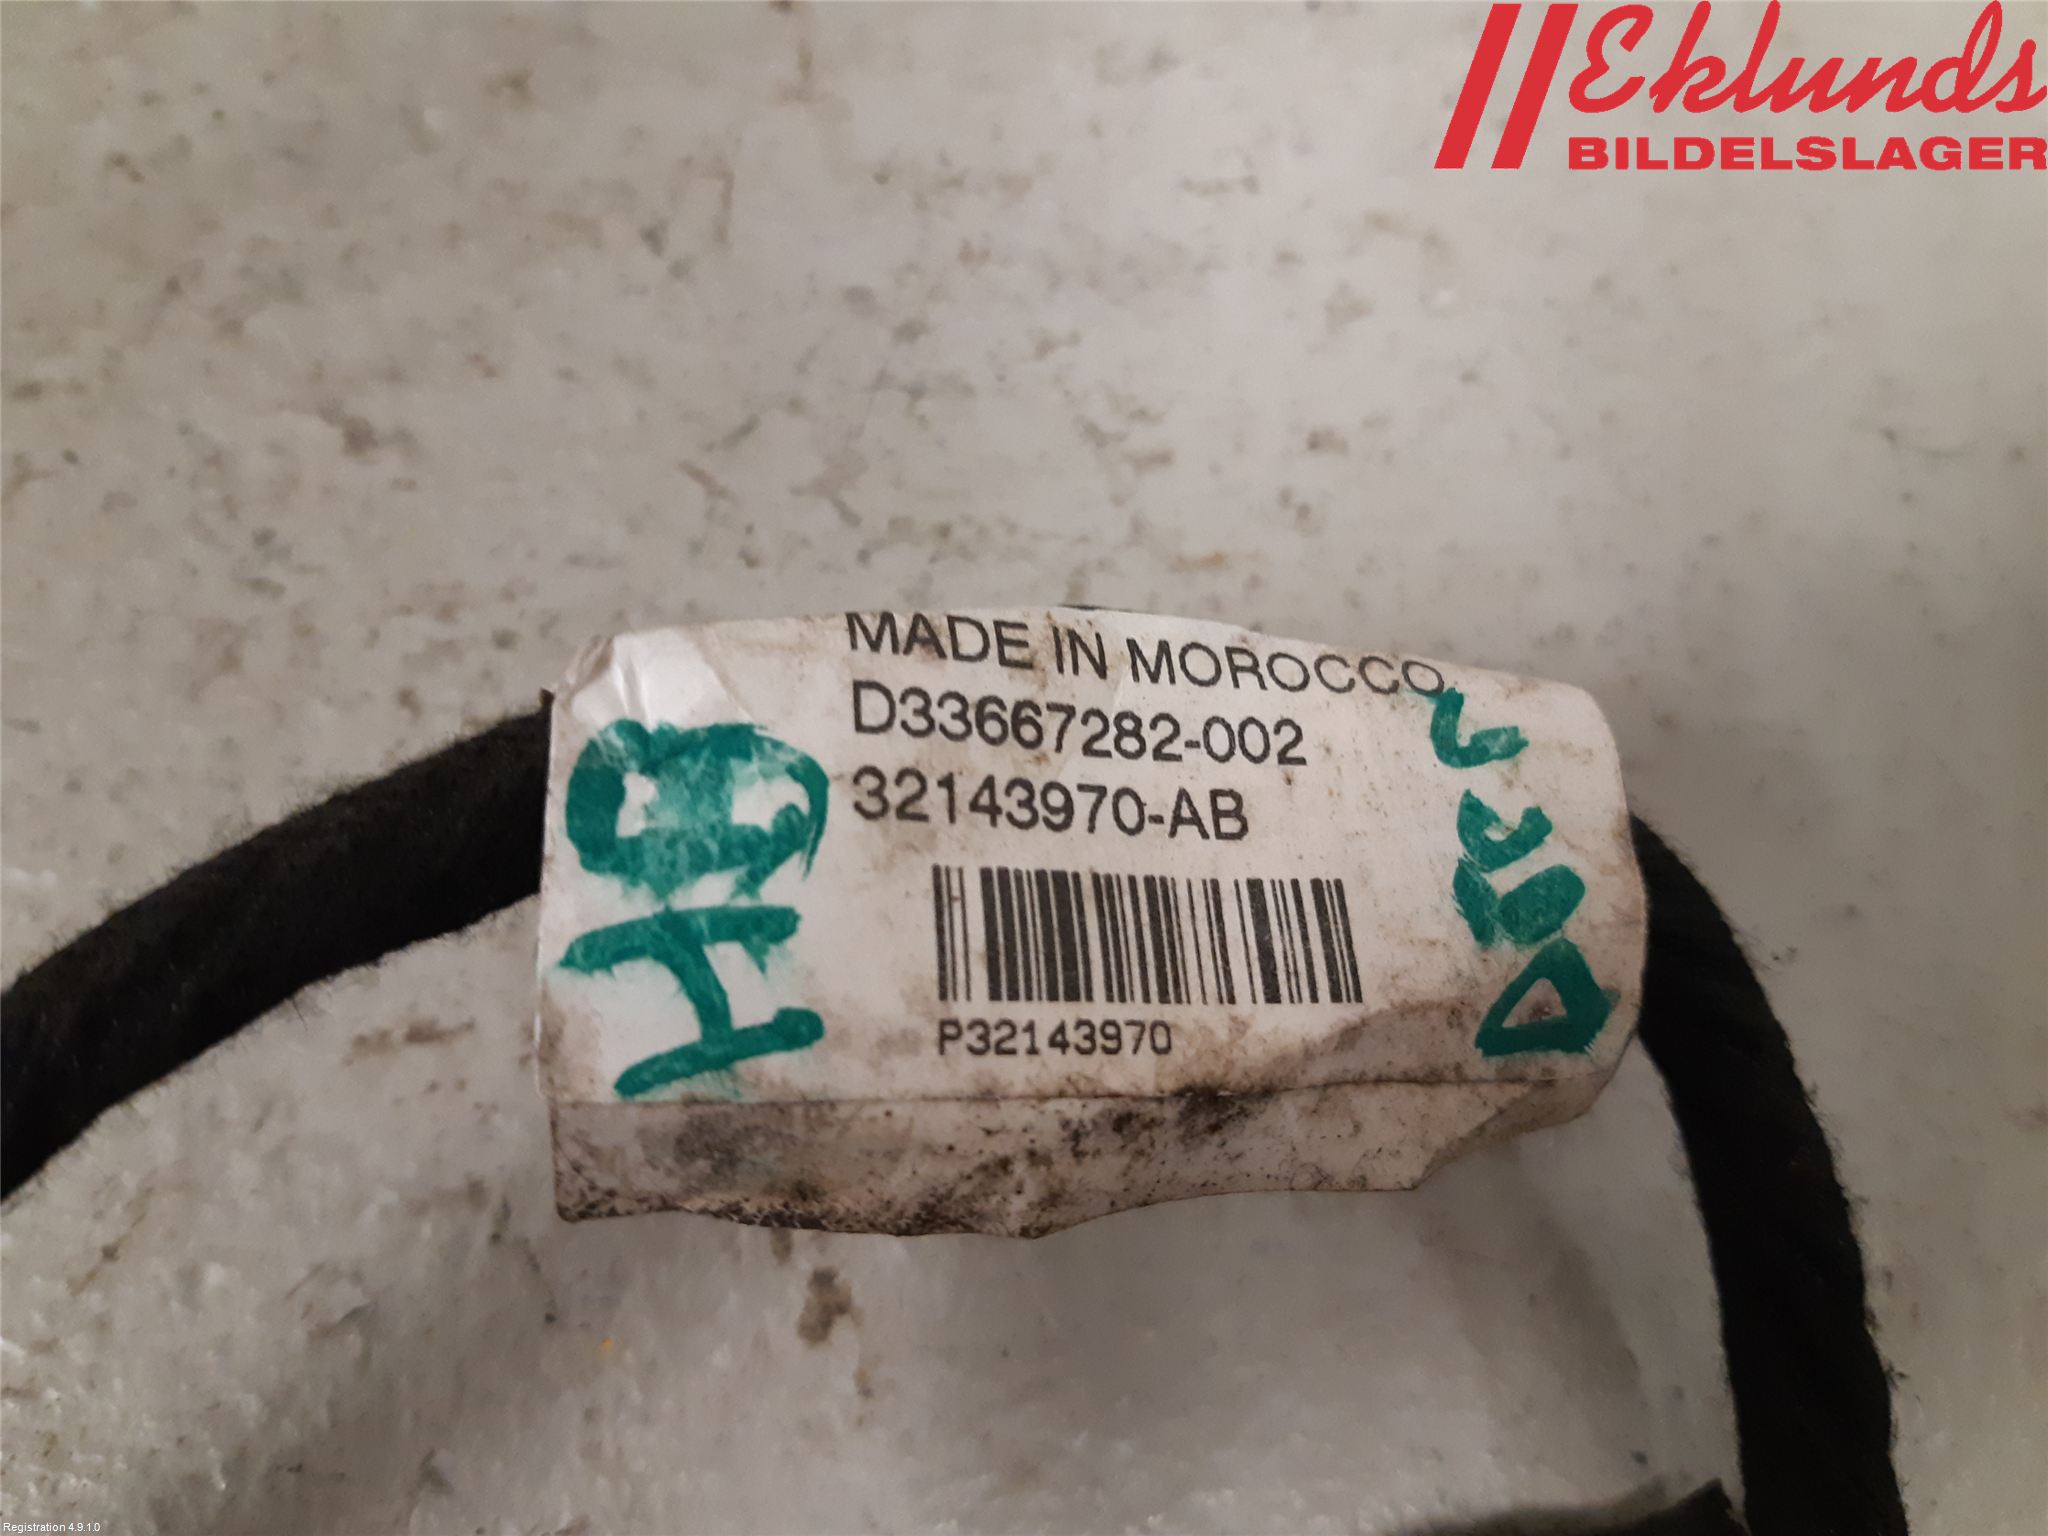 Eklunds
BILDELSLAGER
MADE IN MOROCCO
D33667282-002
32143970-AB
P32143970
Registration 4.9.1.0